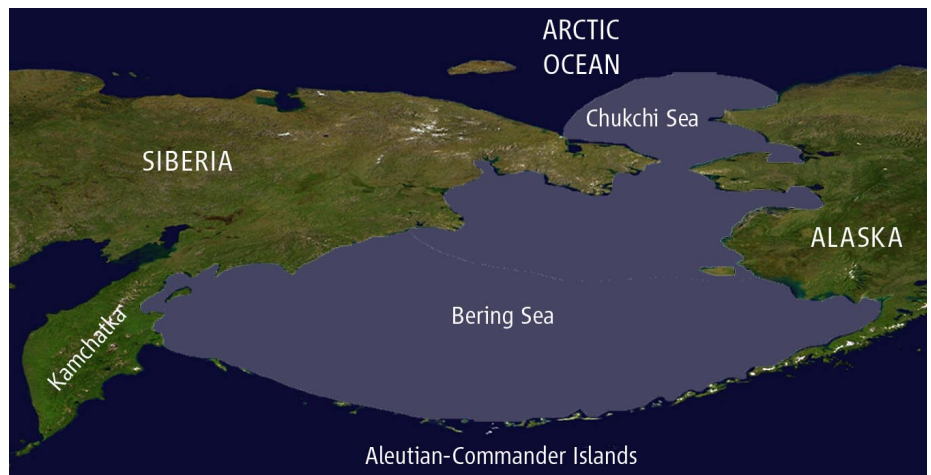 ARCTIC
OCEAN
Chukchi Sea
SIBERIA
ALASKA
Bering Sea
Kamchatka
Aleutian-Commander Islands